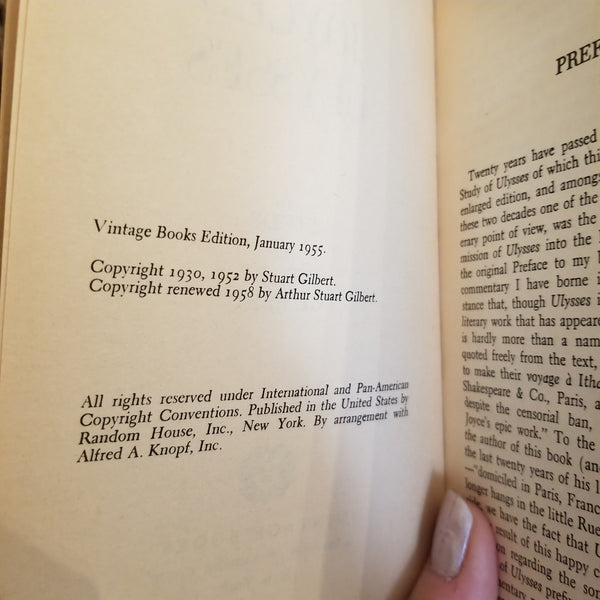 Vintage Books Edition, January 1955.
Copyright 1930, 1952 by Stuart Gilbert.
Copyright renewed 1958 by Arthur Stuart Gilbert.
All rights reserved under International and Pan-American
Copyright Conventions. Published in the United States by
Random House, Inc., New York. By arrangement with
Alfred A. Knopf, Inc.
PREF
Twenty years have passed
Study of Ulysses of which thi
enlarged edition, and amongs
these two decades one of the
erary point of view, was the
mission of Ulysses into the
the original Preface to my
commentary I have borne i
stance that, though Ulysses i
literary work that has appeare
is hardly more than a nam
quoted freely from the text,
to make their voyage à Itha
Shakespeare & Co., Paris, a
despite the censorial ban,
Joyce's epic work." To the
the author of this book (an
the last twenty years of his l
—"domiciled in Paris, Franc
longer hangs in the little Rue
we have the fact that U
result of this happy c
on regarding the so
of Ulysses pref
mentary